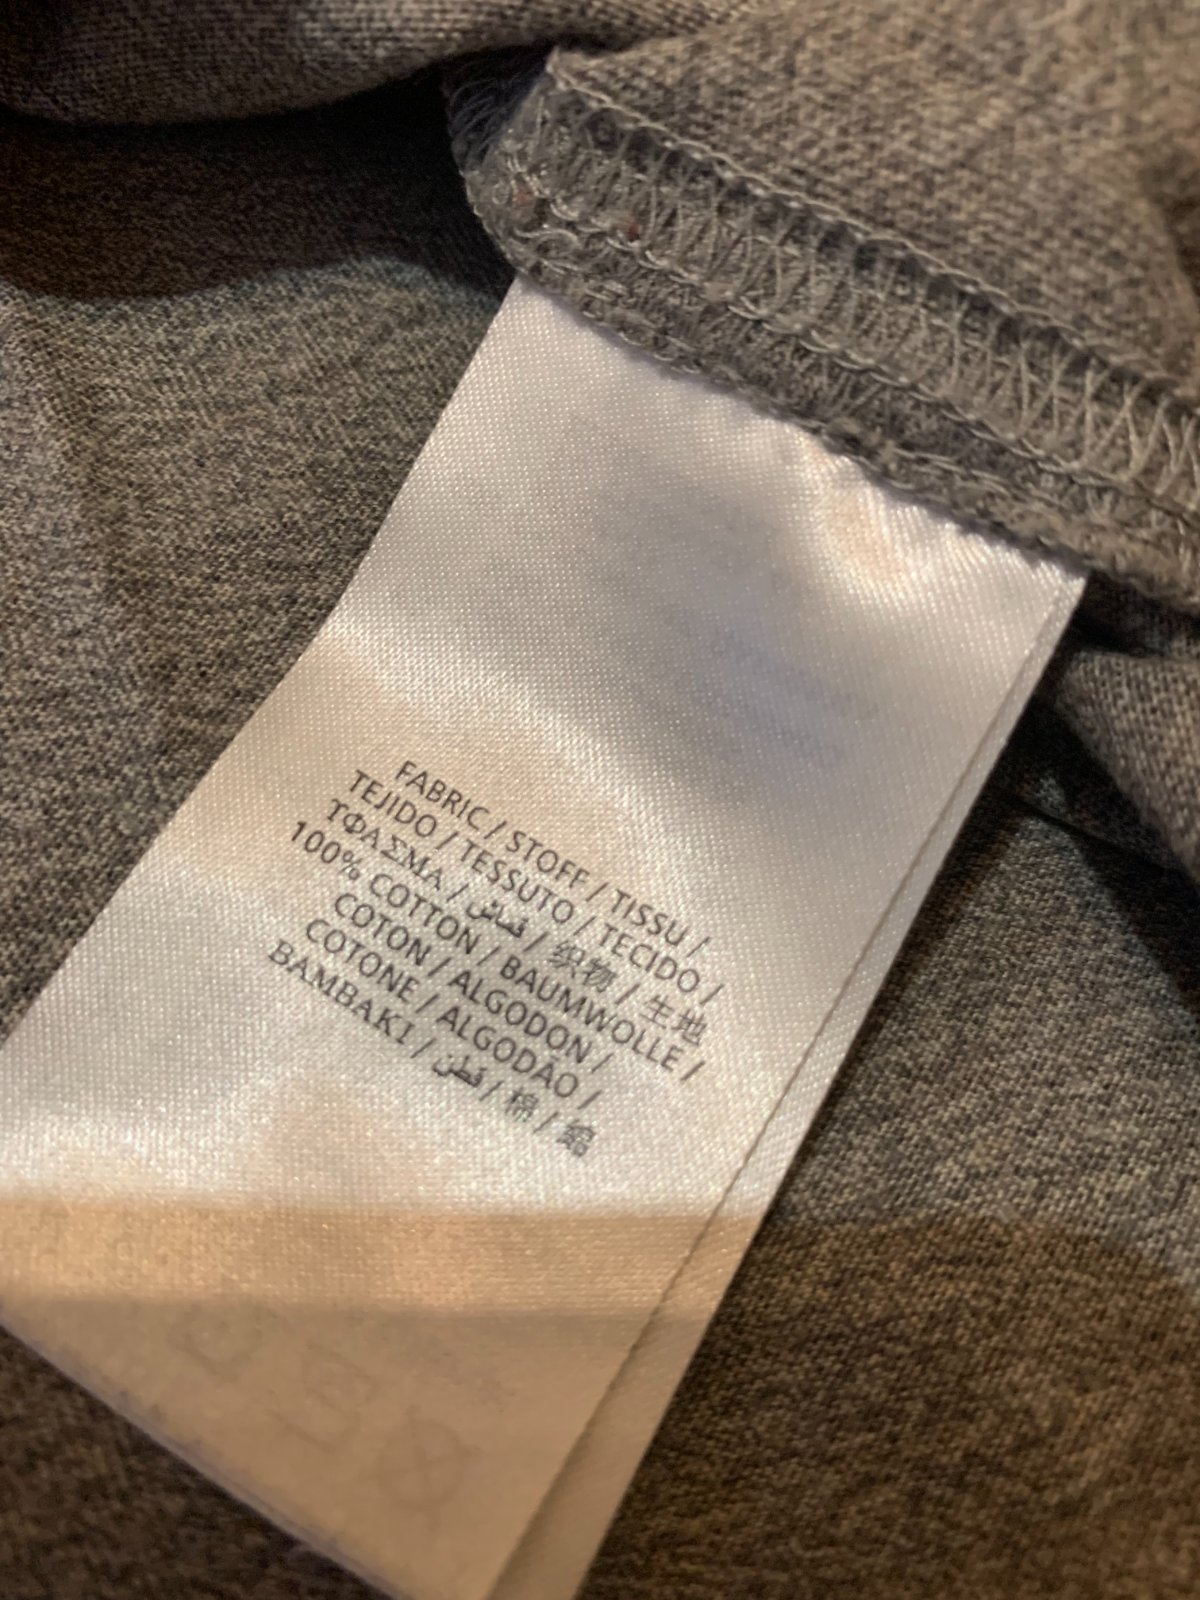 FABRIC / STOFF / TISSU /
TEJIDO / TESSUTO / TECIDO /
ΤΦΑΣΜΑ / قماش / 织物 / 生地
100% COTTON / BAUMWOLLE /
COTON / ALGODON /
COTONE / ALGODÃO /
BAMBAKI / قطن / 棉 / 綿